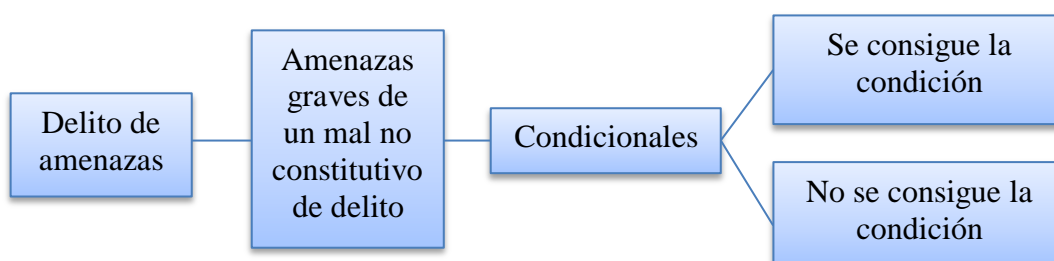 Delito de
amenazas
Amenazas
graves de
un mal no
constitutivo
de delito
Condicionales
Se consigue la
condición
No se consigue la
condición